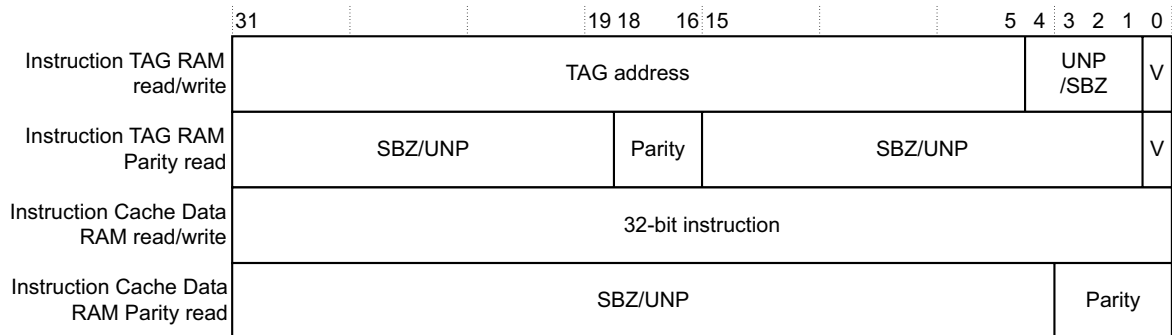 31 19 18 16 15 5 4 3 2 1 0
Instruction TAG RAM
read/write
TAG address
UNP
/SBZ
V
Instruction TAG RAM
Parity read
SBZ/UNP
Parity
SBZ/UNP
V
Instruction Cache Data
RAM read/write
32-bit instruction
Instruction Cache Data
RAM Parity read
SBZ/UNP
Parity